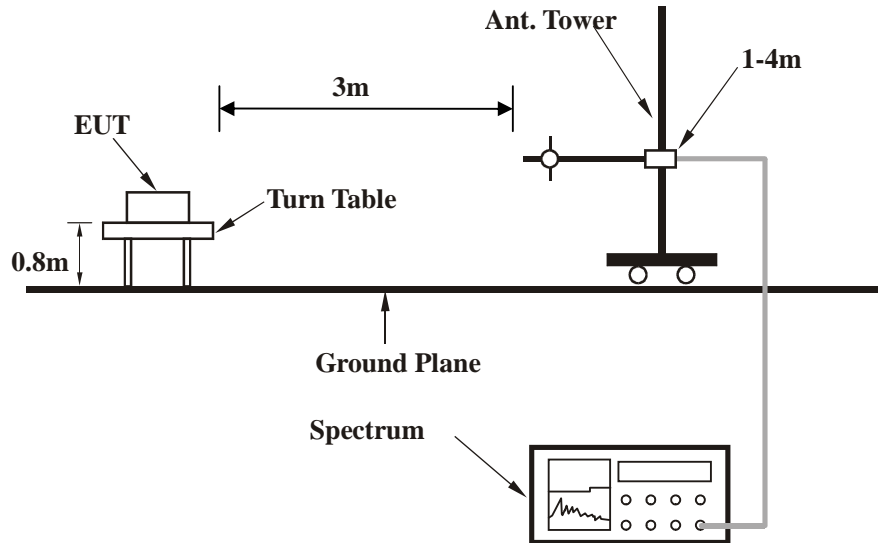 Ant. Tower
1-4m
3m
EUT
Turn Table
0.8m
Ground Plane
Spectrum